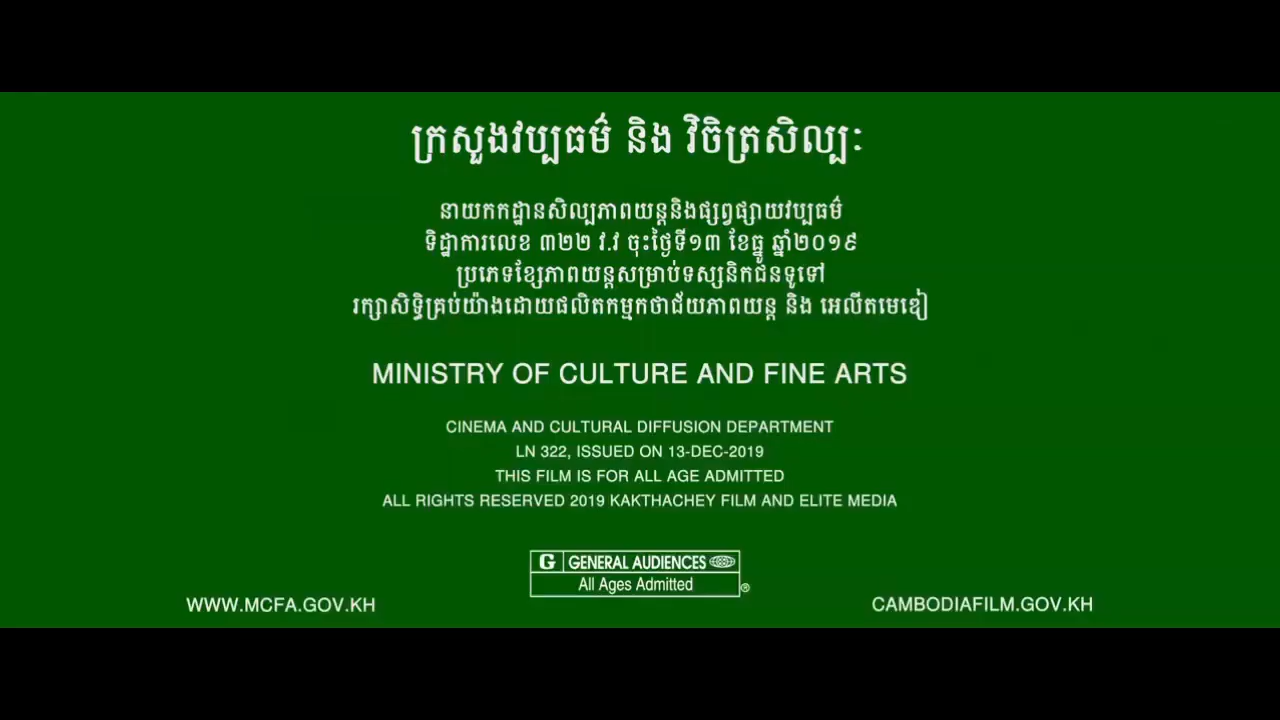 ក្រសួងវប្បធម៌ និង វិចិត្រសិល្បៈ
នាយកកដ្ឋានសិល្បភាពយន្តនិងផ្សព្វផ្សាយវប្បធម៌
ទិដ្ឋាការលេខ ៣២២ វ.វ ចុះថ្ងៃទី១៣ ខែធ្នូ ឆ្នាំ២០១៩
ប្រភេទខ្សែភាពយន្តសម្រាប់ទស្សនិកជនទូទៅ
រក្សាសិទ្ធិគ្រប់យ៉ាងដោយផលិតកម្មកថាជ័យភាពយន្ត និង អេលីតមេឌៀ
MINISTRY OF CULTURE AND FINE ARTS
CINEMA AND CULTURAL DIFFUSION DEPARTMENT
LN 322, ISSUED ON 13-DEC-2019
THIS FILM IS FOR ALL AGE ADMITTED
ALL RIGHTS RESERVED 2019 KAKTHACHEY FILM AND ELITE MEDIA
G GENERAL AUDIENCES
All Ages Admitted ®
WWW.MCFA.GOV.KH
CAMBODIAFILM.GOV.KH